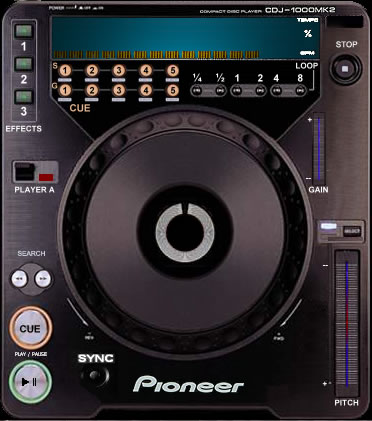 POWER OFF ON
COMPACT DISC PLAYER CDJ-1000MK2
TEMPO
%
BPM
STOP
1
2
3
EFFECTS
S 1 2 3 4 5
G 1 2 3 4 5
CUE
LOOP
¼ ½ 1 2 4 8
PLAYER A
GAIN
+
−
SELECT
SEARCH
CUE
PLAY / PAUSE
REV
FWD
SYNC
Pioneer
−
+
PITCH